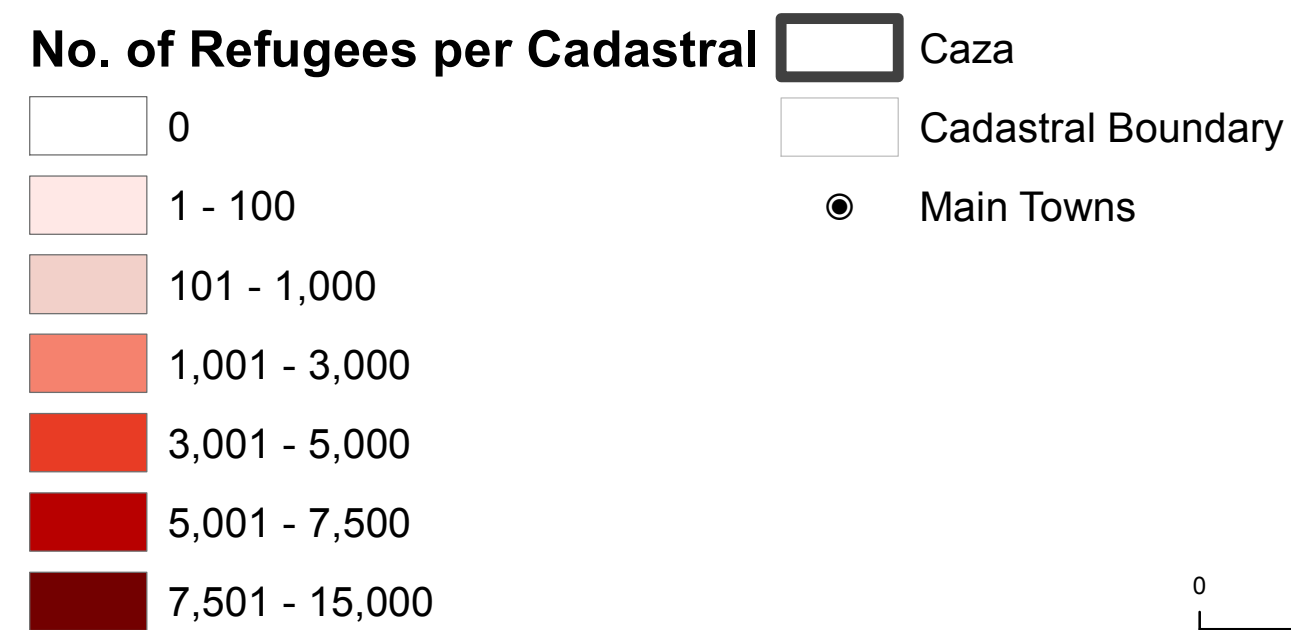 No. of Refugees per Cadastral
0
1 - 100
101 - 1,000
1,001 - 3,000
3,001 - 5,000
5,001 - 7,500
7,501 - 15,000
Caza
Cadastral Boundary
Main Towns
0